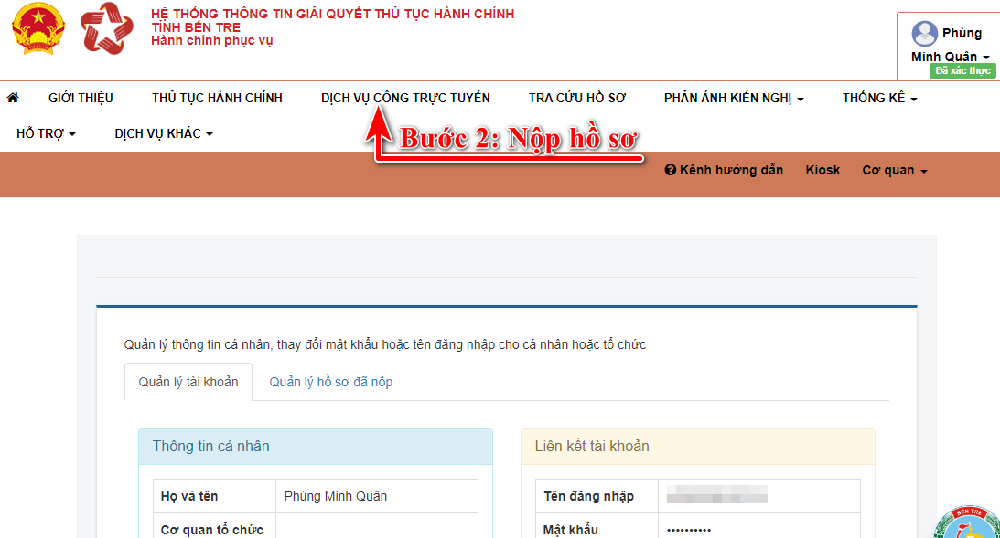 HỆ THỐNG THÔNG TIN GIẢI QUYẾT THỦ TỤC HÀNH CHÍNH
TỈNH BẾN TRE
Hành chính phục vụ
Phùng
Minh Quân
Đã xác thực
GIỚI THIỆU THỦ TỤC HÀNH CHÍNH DỊCH VỤ CÔNG TRỰC TUYẾN TRA CỨU HỒ SƠ PHẢN ÁNH KIẾN NGHỊ THỐNG KÊ
HỖ TRỢ DỊCH VỤ KHÁC
Bước 2: Nộp hồ sơ
Kênh hướng dẫn Kiosk Cơ quan
Quản lý thông tin cá nhân, thay đổi mật khẩu hoặc tên đăng nhập cho cá nhân hoặc tổ chức
Quản lý tài khoản Quản lý hồ sơ đã nộp
Thông tin cá nhân Liên kết tài khoản
Họ và tên Phùng Minh Quân Tên đăng nhập
Cơ quan tổ chức Mật khẩu ••••••••••
BẾN TRE